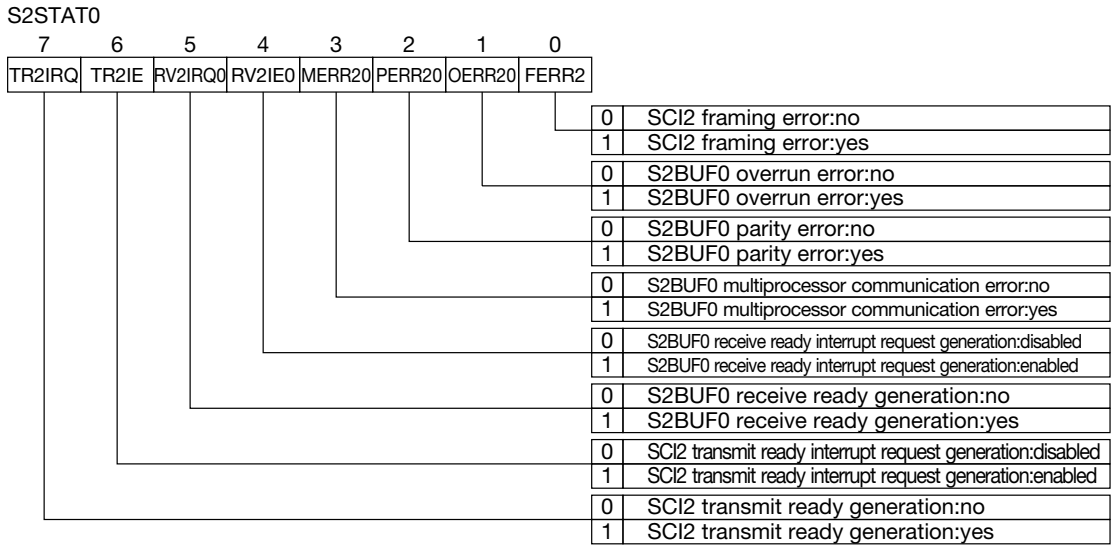 S2STAT0
7 6 5 4 3 2 1 0
TR2IRQ TR2IE RV2IRQ0 RV2IE0 MERR20 PERR20 OERR20 FERR2
0 SCI2 framing error:no
1 SCI2 framing error:yes
0 S2BUF0 overrun error:no
1 S2BUF0 overrun error:yes
0 S2BUF0 parity error:no
1 S2BUF0 parity error:yes
0 S2BUF0 multiprocessor communication error:no
1 S2BUF0 multiprocessor communication error:yes
0 S2BUF0 receive ready interrupt request generation:disabled
1 S2BUF0 receive ready interrupt request generation:enabled
0 S2BUF0 receive ready generation:no
1 S2BUF0 receive ready generation:yes
0 SCI2 transmit ready interrupt request generation:disabled
1 SCI2 transmit ready interrupt request generation:enabled
0 SCI2 transmit ready generation:no
1 SCI2 transmit ready generation:yes